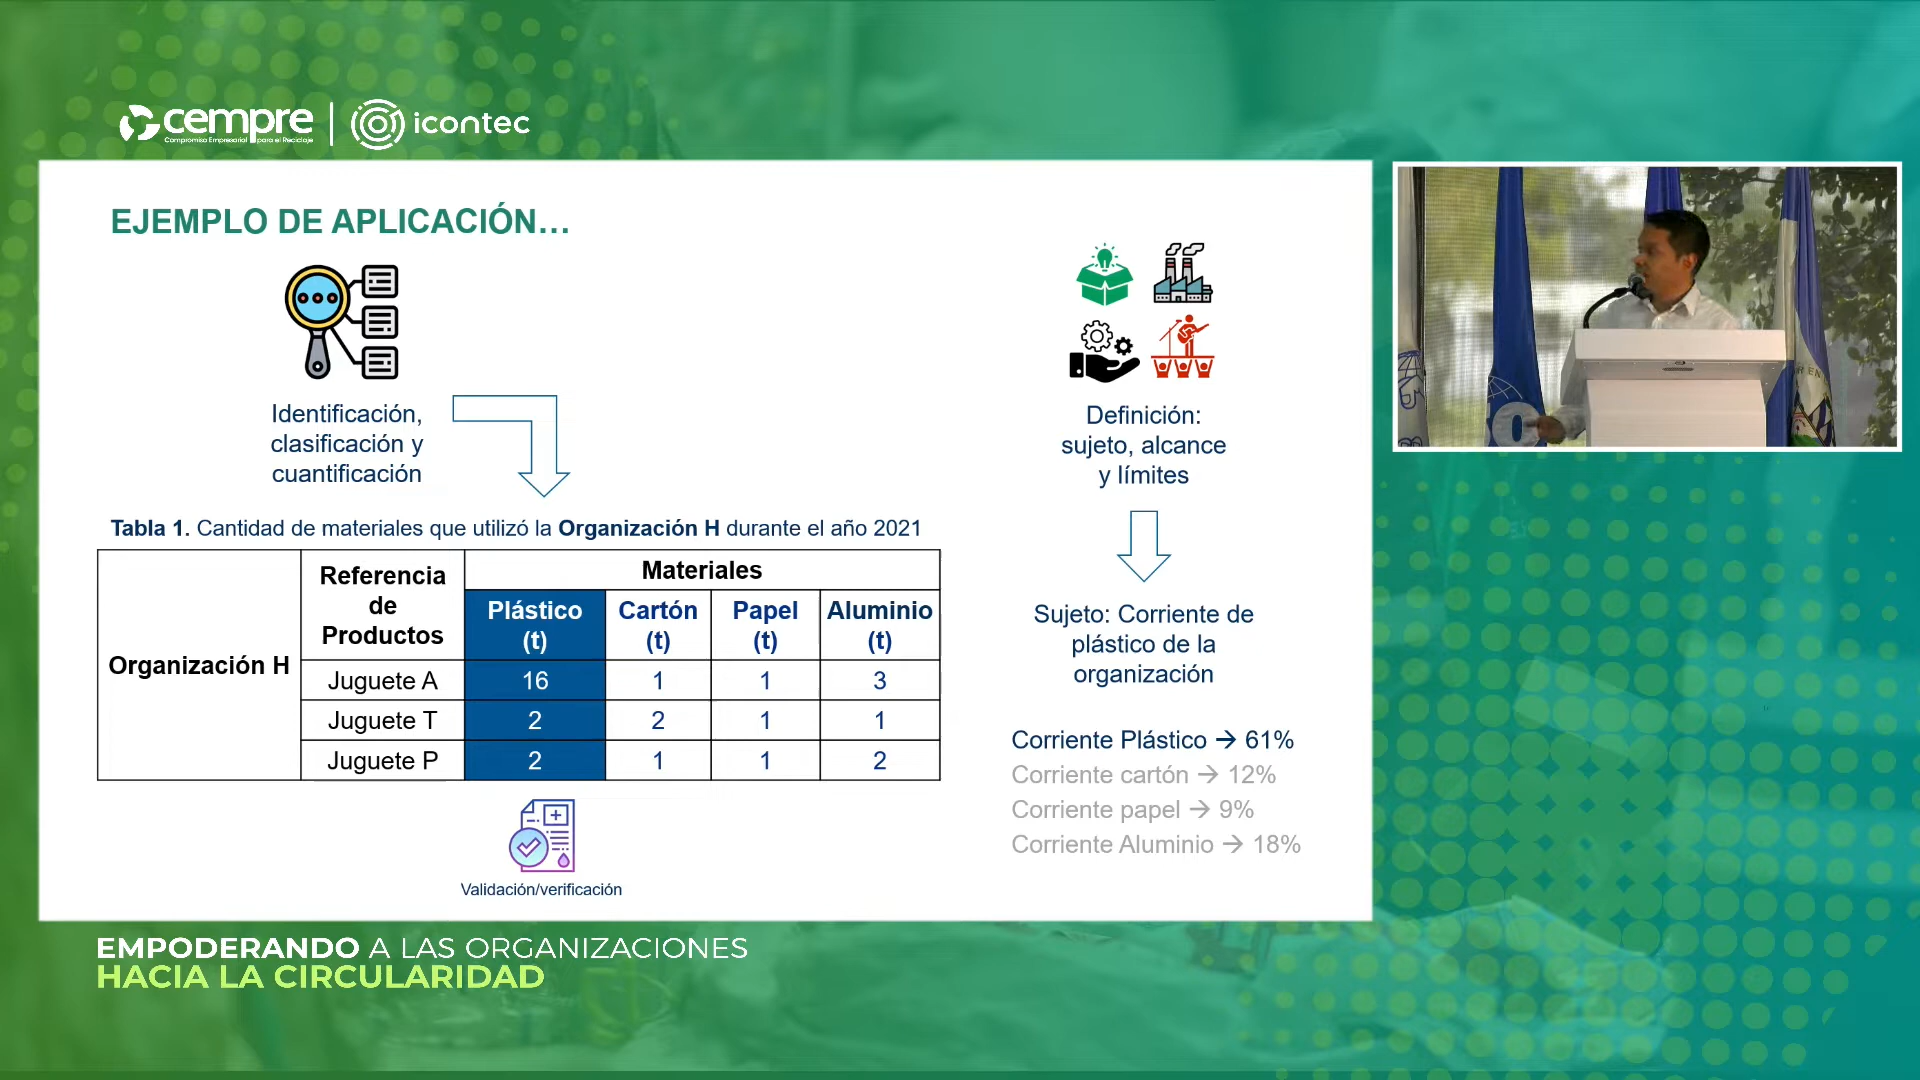 cempre
Compromiso Empresarial para el Reciclaje
icontec
EJEMPLO DE APLICACIÓN...
Identificación,
clasificación y
cuantificación
Definición:
sujeto, alcance
y límites
Tabla 1. Cantidad de materiales que utilizó la Organización H durante el año 2021
Organización H
Referencia
de
Productos
Materiales
Plástico (t) Cartón (t) Papel (t) Aluminio (t)
Juguete A 16 1 1 3
Juguete T 2 2 1 1
Juguete P 2 1 1 2
Validación/verificación
Sujeto: Corriente de
plástico de la
organización
Corriente Plástico → 61%
Corriente cartón → 12%
Corriente papel → 9%
Corriente Aluminio → 18%
EMPODERANDO A LAS ORGANIZACIONES
HACIA LA CIRCULARIDAD